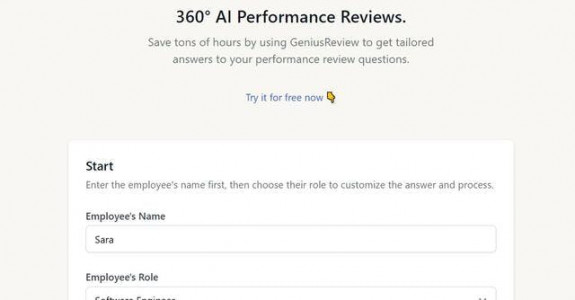 360° AI Performance Reviews.
Save tons of hours by using GeniusReview to get tailored
answers to your performance review questions.
Try it for free now 👇
Start
Enter the employee's name first, then choose their role to customize the answer and process.
Employee's Name
Sara
Employee's Role
Software Engineer